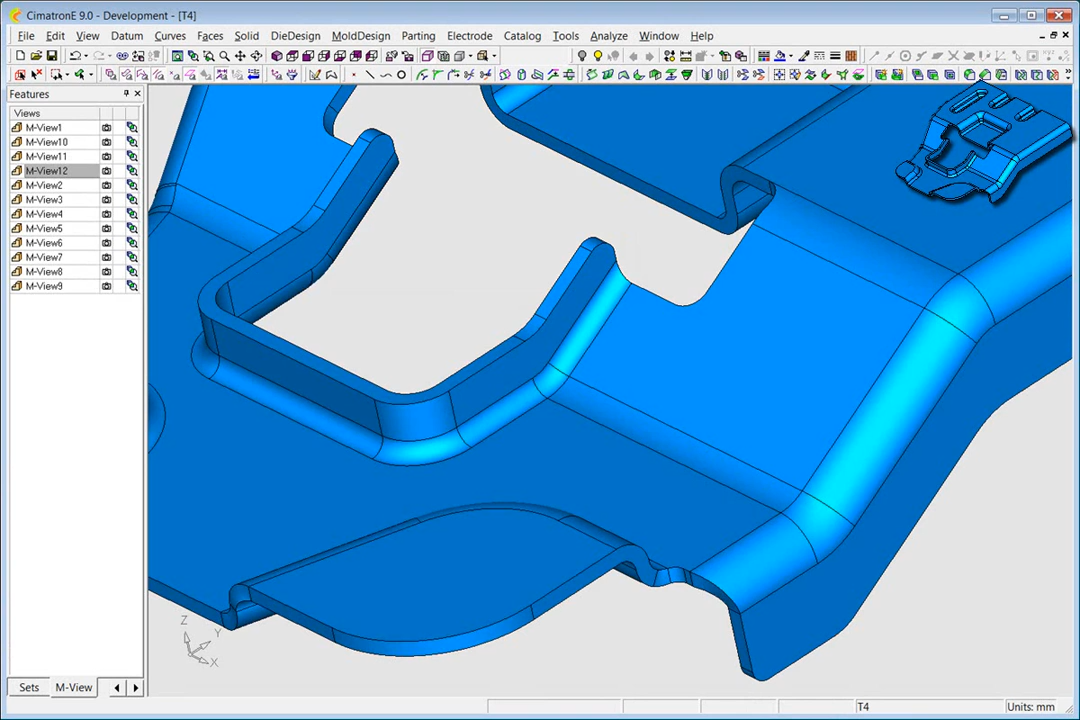 CimatronE 9.0 - Development - [T4]
File Edit View Datum Curves Faces Solid DieDesign MoldDesign Parting Electrode Catalog Tools Analyze Window Help
Features
Views
M-View1
M-View10
M-View11
M-View12
M-View2
M-View3
M-View4
M-View5
M-View6
M-View7
M-View8
M-View9
Z
Y
X
Sets M-View
T4 Units: mm